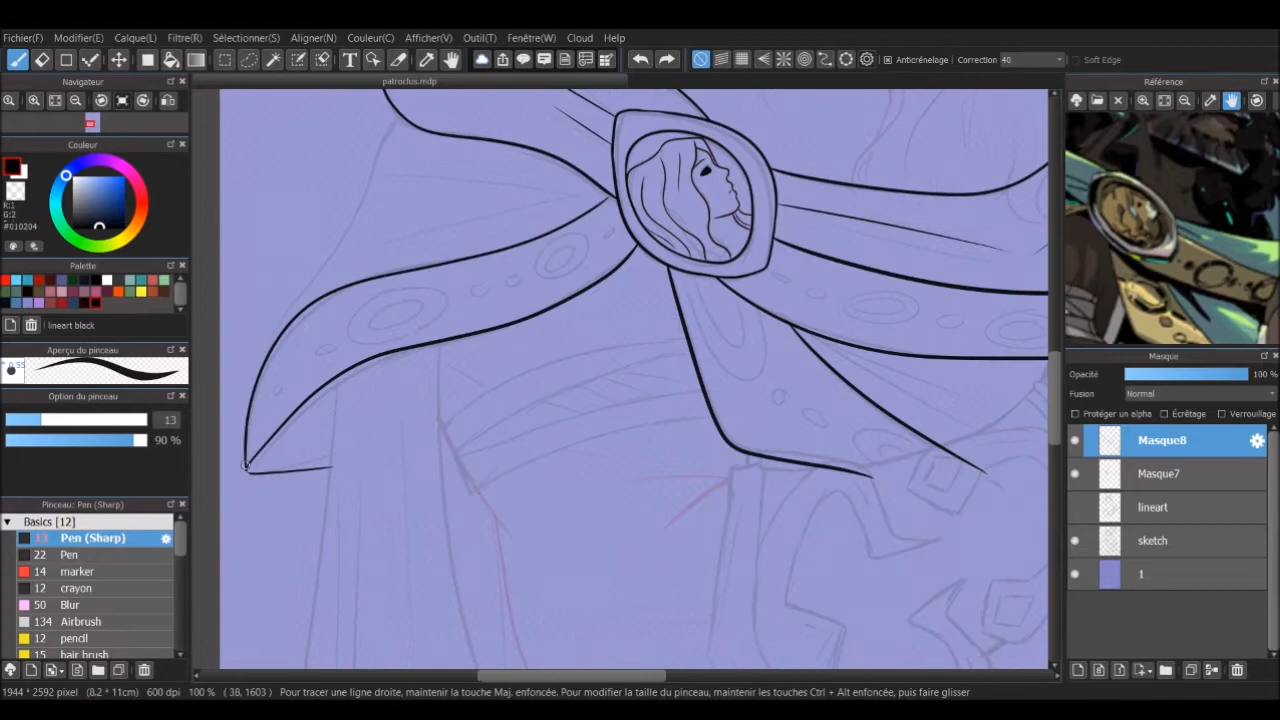 Fichier(F) Modifier(E) Calque(L) Filtre(R) Sélectionner(S) Aligner(N) Couleur(C) Afficher(V) Outil(T) Fenêtre(W) Cloud Help
T Anticrénelage Correction 40 Soft Edge
Navigateur
patroclus.mdp
Référence
Couleur
R:1
G:2
#010204
Palette
lineart black
Aperçu du pinceau
* 0.55
Option du pinceau
13
90 %
Pinceau: Pen (Sharp)
Basics [12]
13 Pen (Sharp)
22 Pen
14 marker
12 crayon
50 Blur
134 Airbrush
12 pencil
15 hair brush
Masque
Opacité 100 %
Fusion Normal
Protéger un alpha Écrêtage Verrouillage
Masque8
Masque7
lineart
sketch
1
1944 * 2592 pixel (8.2 * 11cm) 600 dpi 100 % ( 38, 1603) Pour tracer une ligne droite, maintenir la touche Maj. enfoncée. Pour modifier la taille du pinceau, maintenir les touches Ctrl + Alt enfoncée, puis faire glisser